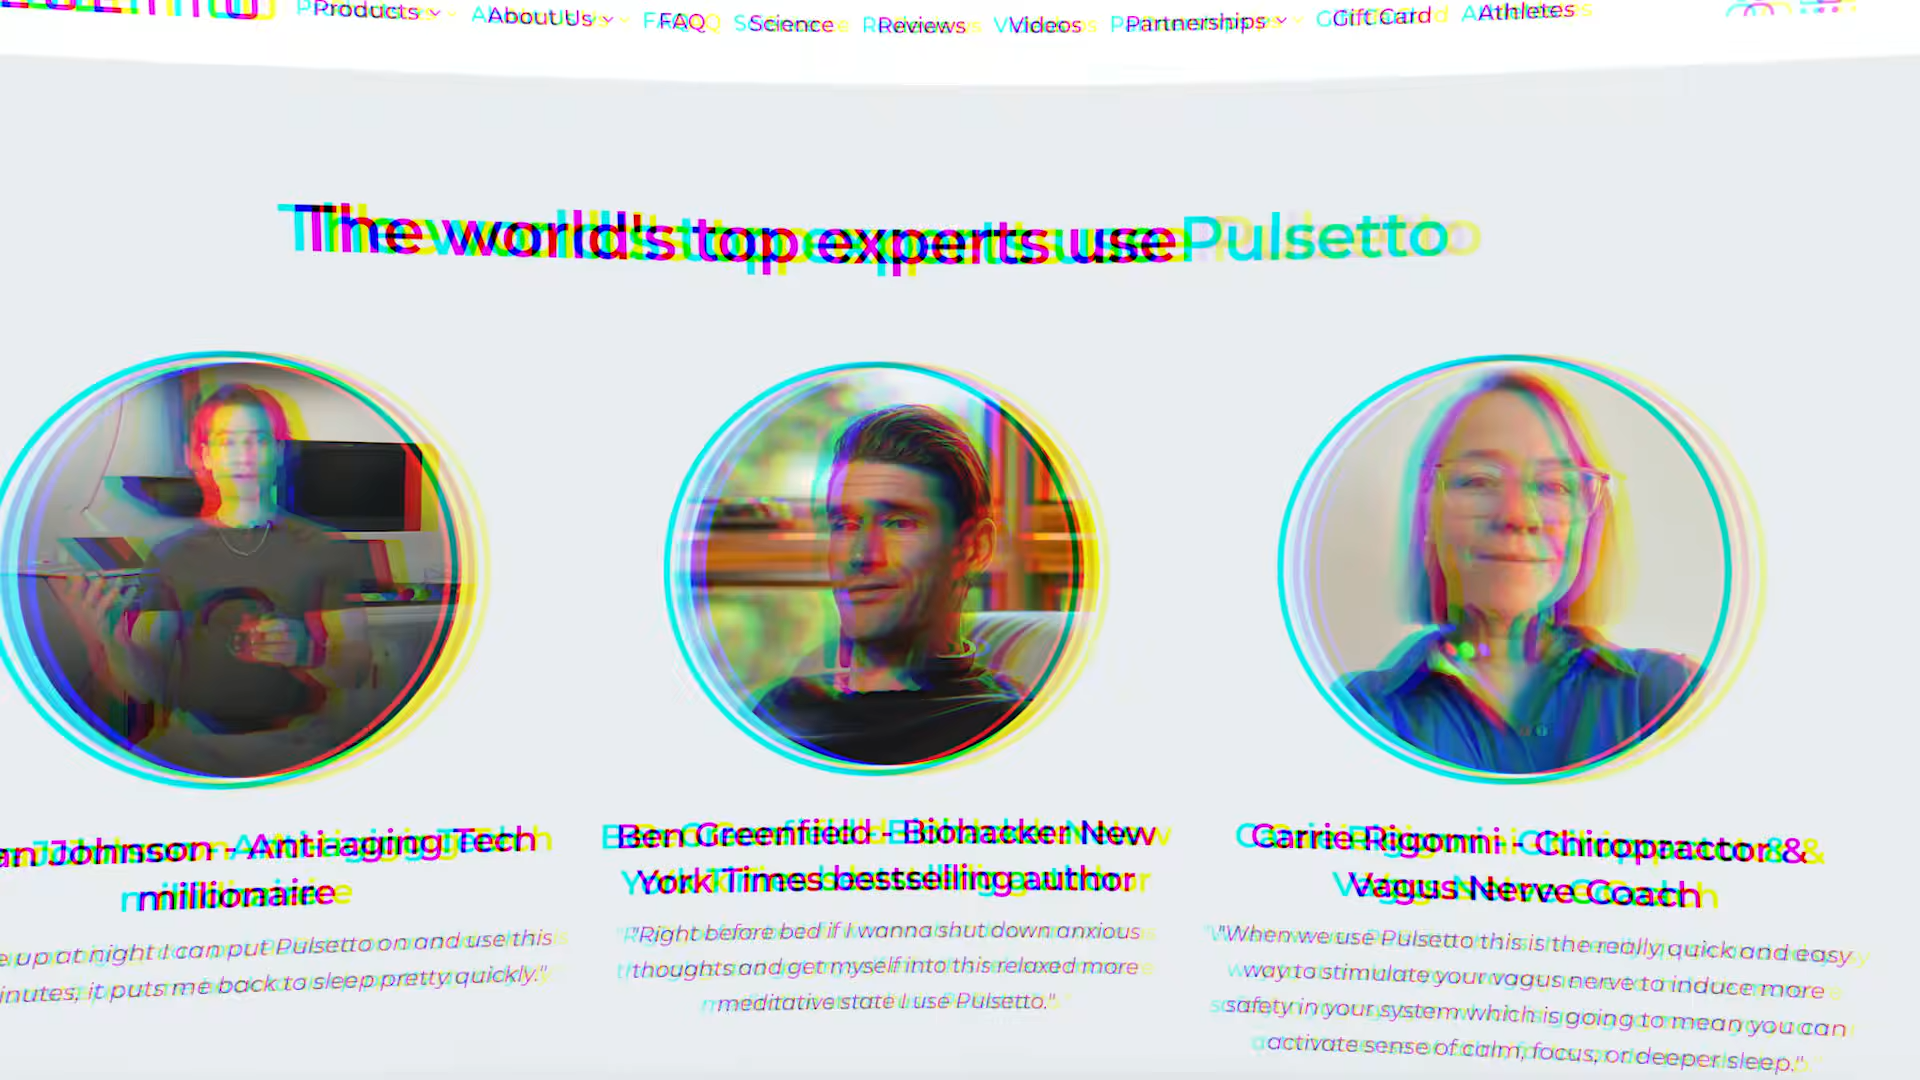 Products About Us FAQ Science Reviews Videos Partnerships Gift Card Athletes
The world's top experts use Pulsetto
an Johnson - Anti-aging Tech
millionaire
e up at night I can put Pulsetto on and use this
inutes, it puts me back to sleep pretty quickly."
Ben Greenfield - Biohacker New
York Times bestselling author
"Right before bed if I wanna shut down anxious
thoughts and get myself into this relaxed more
meditative state I use Pulsetto."
Carrie Rigonni - Chiropractor &
Vagus Nerve Coach
"When we use Pulsetto this is the really quick and easy
way to stimulate your vagus nerve to induce more
safety in your system which is going to mean you can
activate sense of calm, focus, or deeper sleep."